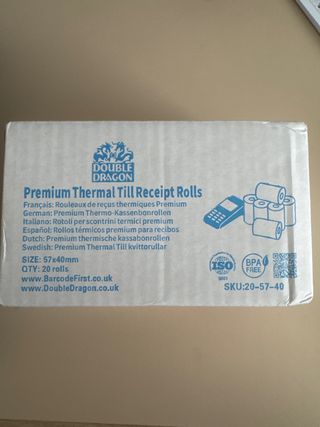 DOUBLE
DRAGON
Premium Thermal Till Receipt Rolls
Français: Rouleaux de reçus thermiques Premium
German: Premium Thermo-Kassenbonrollen
Italiano: Rotoli per scontrini termici premium
Español: Rollos térmicos premium para recibos
Dutch: Premium thermische kassabonrollen
Swedish: Premium Thermal Till kvittorullar
SIZE: 57x40mm
QTY: 20 rolls
www.BarcodeFirst.co.uk
www.DoubleDragon.co.uk
ISO
9001
BPA
FREE
SKU:20-57-40